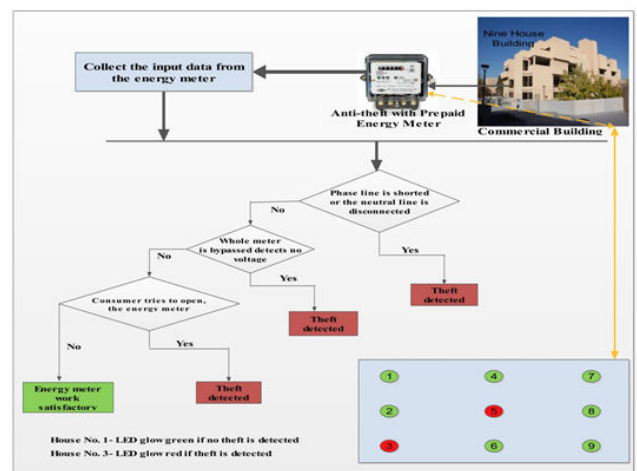 Nine House
Building
Collect the input data from
the energy meter
Anti-theft with Prepaid
Energy Meter
Commercial Building
Phase line is shorted
or the neutral line is
disconnected
No
Yes
Whole meter
is bypassed detects no
voltage
Theft
detected
No
Yes
Consumer tries to open,
the energy meter
Theft
detected
No
Yes
Energy meter
work
satisfactory
Theft
detected
1
4
7
2
5
8
3
6
9
House No. 1- LED glow green if no theft is detected
House No. 3- LED glow red if theft is detected